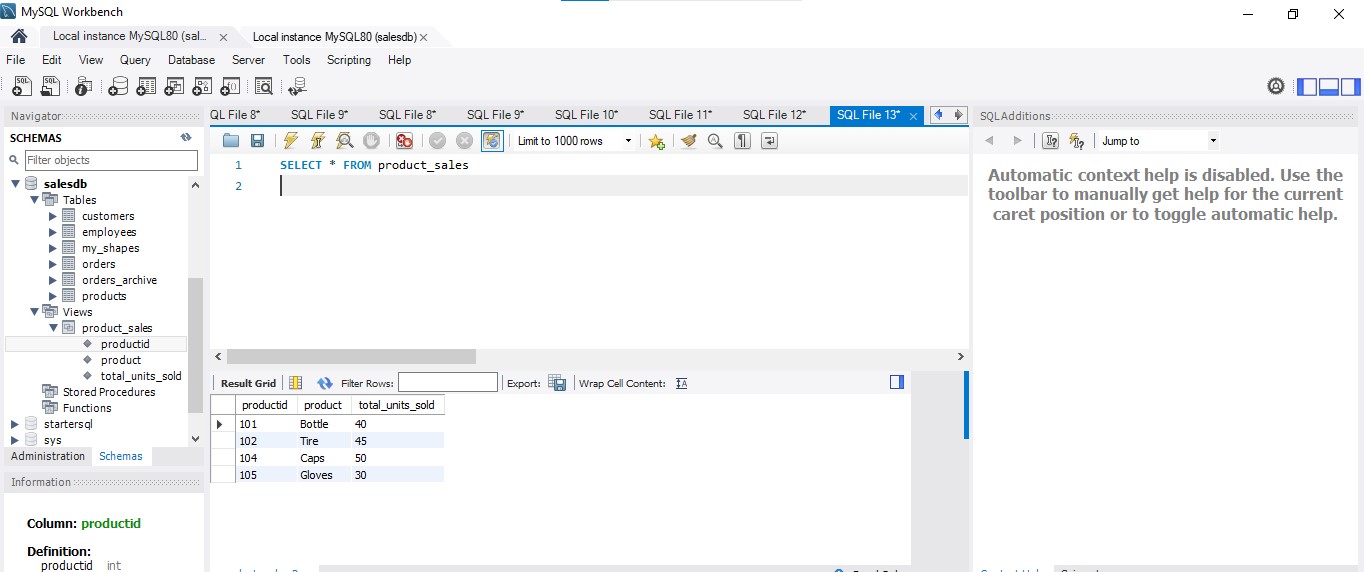 MySQL Workbench
Local instance MySQL80 (sal...
Local instance MySQL80 (salesdb)
File Edit View Query Database Server Tools Scripting Help
Navigator
SCHEMAS
Filter objects
salesdb
Tables
customers
employees
my_shapes
orders
orders_archive
products
Views
product_sales
productid
product
total_units_sold
Stored Procedures
Functions
startersql
sys
Administration Schemas
Information
Column: productid
Definition:
productid int
QL File 8* SQL File 9* SQL File 8* SQL File 9* SQL File 10* SQL File 11* SQL File 12* SQL File 13*
Limit to 1000 rows
1 SELECT * FROM product_sales
2
Result Grid Filter Rows: Export: Wrap Cell Content:
productid product total_units_sold
101 Bottle 40
102 Tire 45
104 Caps 50
105 Gloves 30
SQLAdditions
Jump to
Automatic context help is disabled. Use the
toolbar to manually get help for the current
caret position or to toggle automatic help.